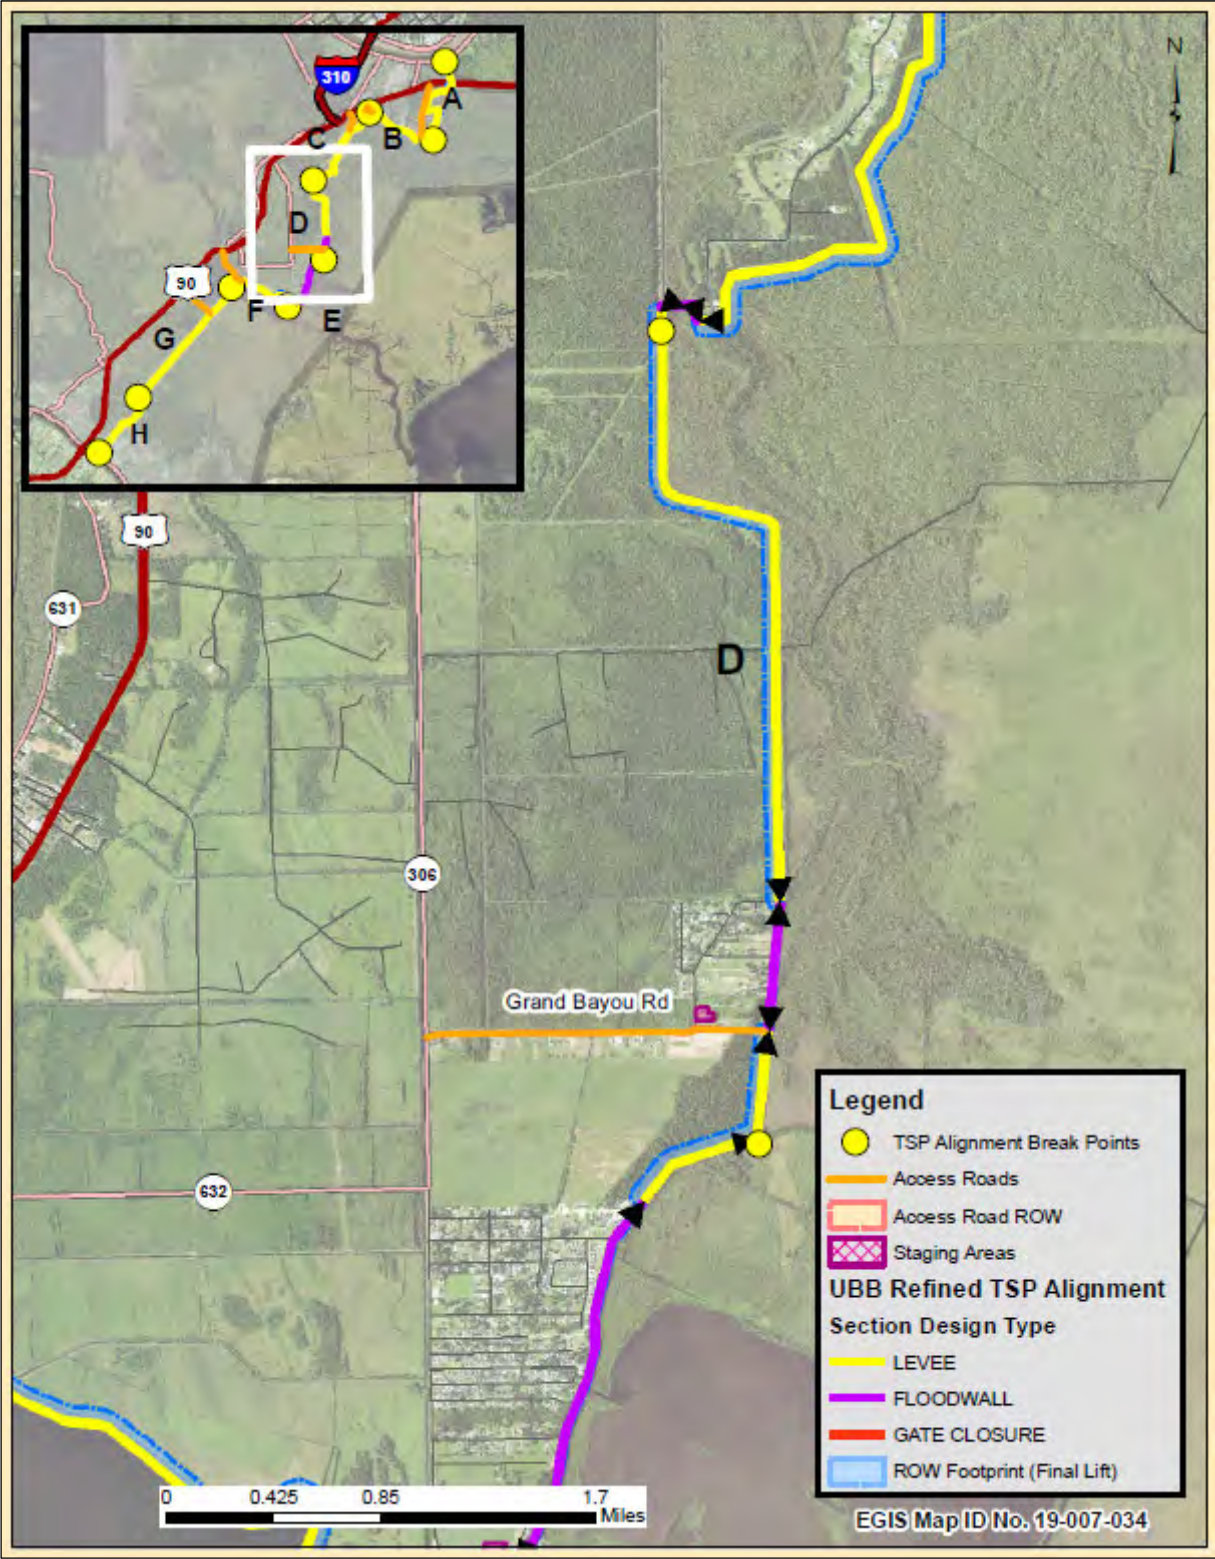 N
310
A
B
C
D
90
F
E
G
H
90
631
D
306
Grand Bayou Rd
632
Legend
TSP Alignment Break Points
Access Roads
Access Road ROW
Staging Areas
UBB Refined TSP Alignment
Section Design Type
LEVEE
FLOODWALL
GATE CLOSURE
ROW Footprint (Final Lift)
0 0.425 0.85 1.7
Miles
EGIS Map ID No. 19-007-034